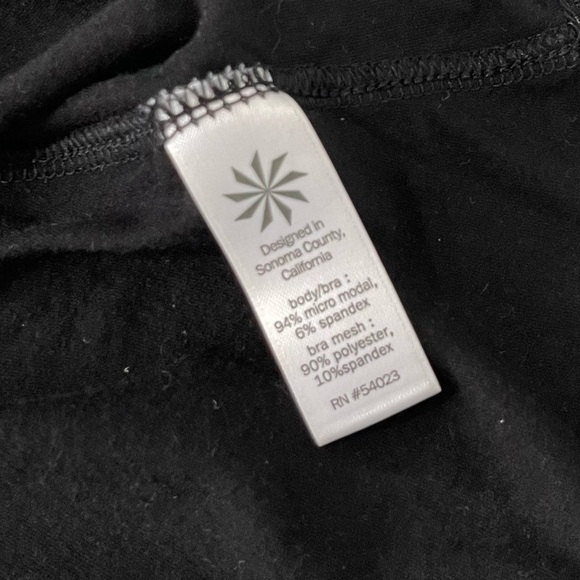 Designed in
Sonoma County,
California
body/bra :
94% micro modal,
6% spandex
bra mesh :
90% polyester,
10%spandex
RN #54023